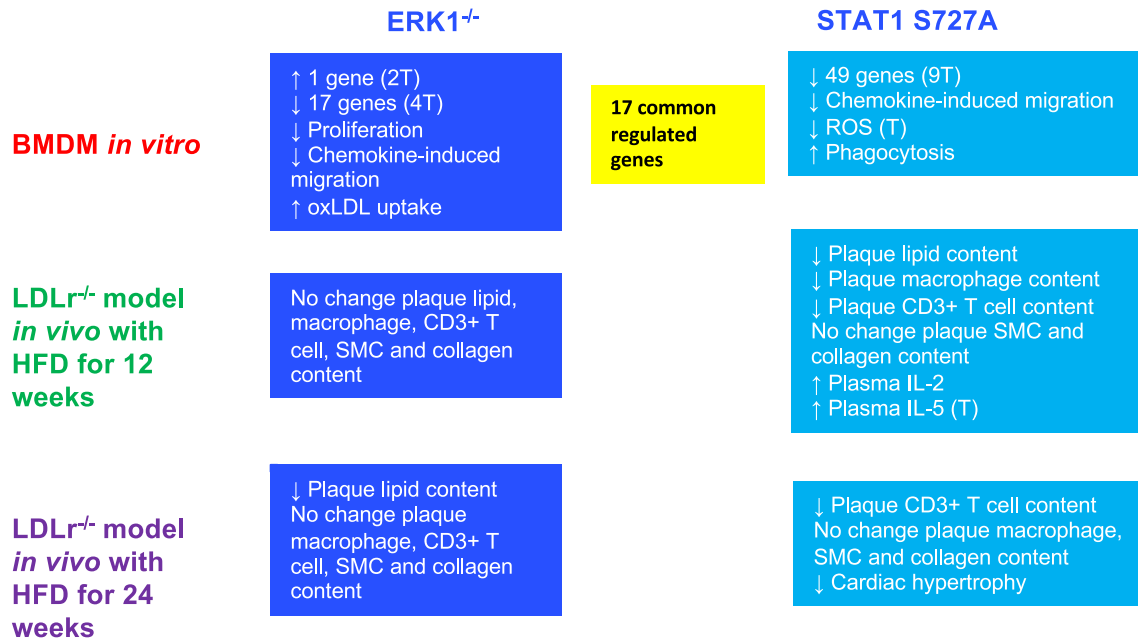 ERK1-/-
STAT1 S727A
BMDM in vitro
↑ 1 gene (2T)
↓ 17 genes (4T)
↓ Proliferation
↓ Chemokine-induced
migration
↑ oxLDL uptake
17 common
regulated
genes
↓ 49 genes (9T)
↓ Chemokine-induced migration
↓ ROS (T)
↑ Phagocytosis
LDLr-/- model
in vivo with
HFD for 12
weeks
No change plaque lipid,
macrophage, CD3+ T
cell, SMC and collagen
content
↓ Plaque lipid content
↓ Plaque macrophage content
↓ Plaque CD3+ T cell content
No change plaque SMC and
collagen content
↑ Plasma IL-2
↑ Plasma IL-5 (T)
LDLr-/- model
in vivo with
HFD for 24
weeks
↓ Plaque lipid content
No change plaque
macrophage, CD3+ T
cell, SMC and collagen
content
↓ Plaque CD3+ T cell content
No change plaque macrophage,
SMC and collagen content
↓ Cardiac hypertrophy